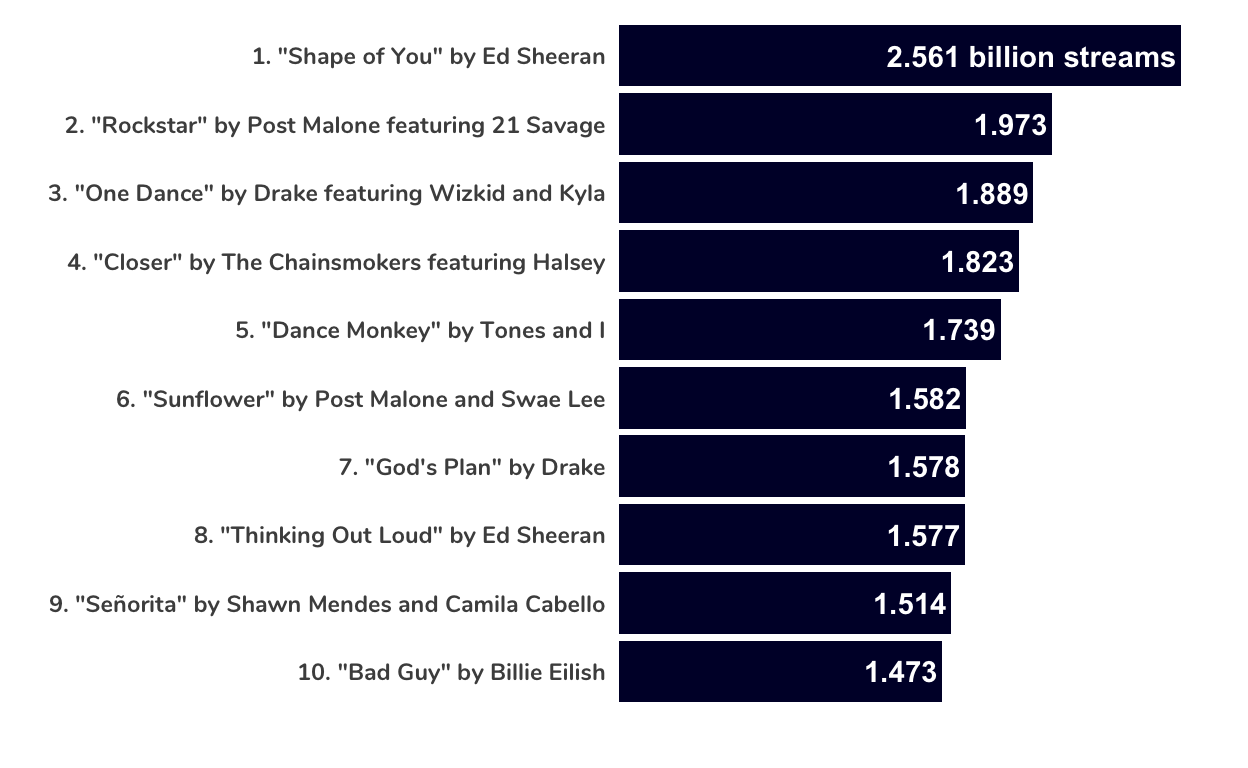 1. "Shape of You" by Ed Sheeran 2.561 billion streams
2. "Rockstar" by Post Malone featuring 21 Savage 1.973
3. "One Dance" by Drake featuring Wizkid and Kyla 1.889
4. "Closer" by The Chainsmokers featuring Halsey 1.823
5. "Dance Monkey" by Tones and I 1.739
6. "Sunflower" by Post Malone and Swae Lee 1.582
7. "God's Plan" by Drake 1.578
8. "Thinking Out Loud" by Ed Sheeran 1.577
9. "Señorita" by Shawn Mendes and Camila Cabello 1.514
10. "Bad Guy" by Billie Eilish 1.473